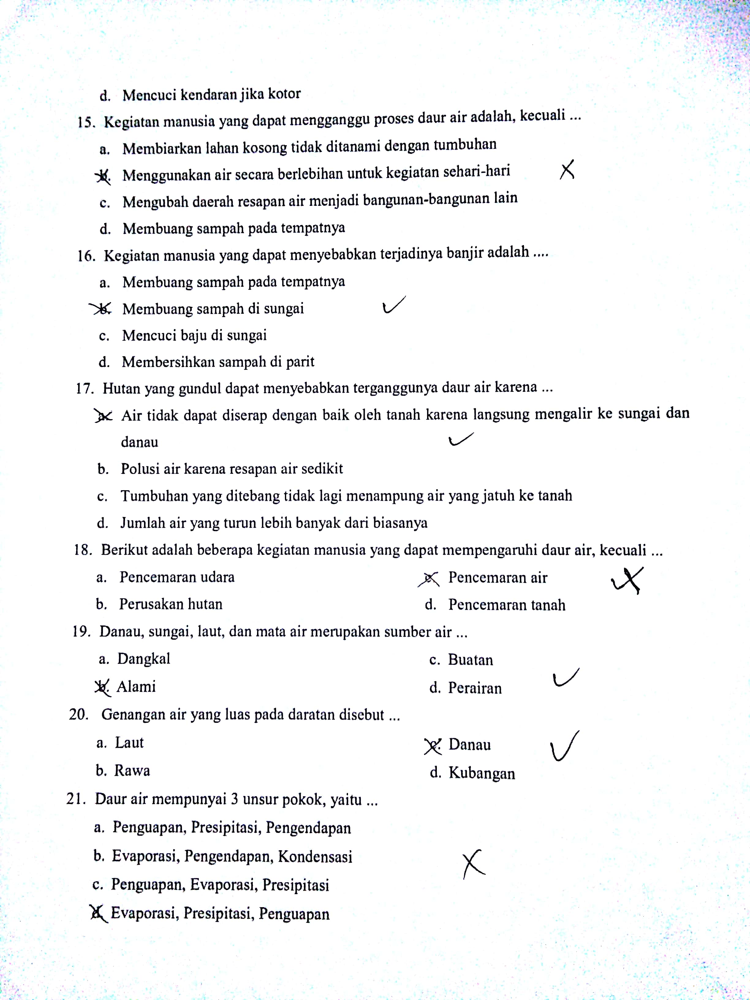 d. Mencuci kendaran jika kotor
15. Kegiatan manusia yang dapat mengganggu proses daur air adalah, kecuali ...
a. Membiarkan lahan kosong tidak ditanami dengan tumbuhan
b. Menggunakan air secara berlebihan untuk kegiatan sehari-hari
c. Mengubah daerah resapan air menjadi bangunan-bangunan lain
d. Membuang sampah pada tempatnya
16. Kegiatan manusia yang dapat menyebabkan terjadinya banjir adalah ....
a. Membuang sampah pada tempatnya
b. Membuang sampah di sungai
c. Mencuci baju di sungai
d. Membersihkan sampah di parit
17. Hutan yang gundul dapat menyebabkan terganggunya daur air karena ...
a. Air tidak dapat diserap dengan baik oleh tanah karena langsung mengalir ke sungai dan
danau
b. Polusi air karena resapan air sedikit
c. Tumbuhan yang ditebang tidak lagi menampung air yang jatuh ke tanah
d. Jumlah air yang turun lebih banyak dari biasanya
18. Berikut adalah beberapa kegiatan manusia yang dapat mempengaruhi daur air, kecuali ...
a. Pencemaran udara c. Pencemaran air
b. Perusakan hutan d. Pencemaran tanah
19. Danau, sungai, laut, dan mata air merupakan sumber air ...
a. Dangkal c. Buatan
b. Alami d. Perairan
20. Genangan air yang luas pada daratan disebut ...
a. Laut c. Danau
b. Rawa d. Kubangan
21. Daur air mempunyai 3 unsur pokok, yaitu ...
a. Penguapan, Presipitasi, Pengendapan
b. Evaporasi, Pengendapan, Kondensasi
c. Penguapan, Evaporasi, Presipitasi
d. Evaporasi, Presipitasi, Penguapan